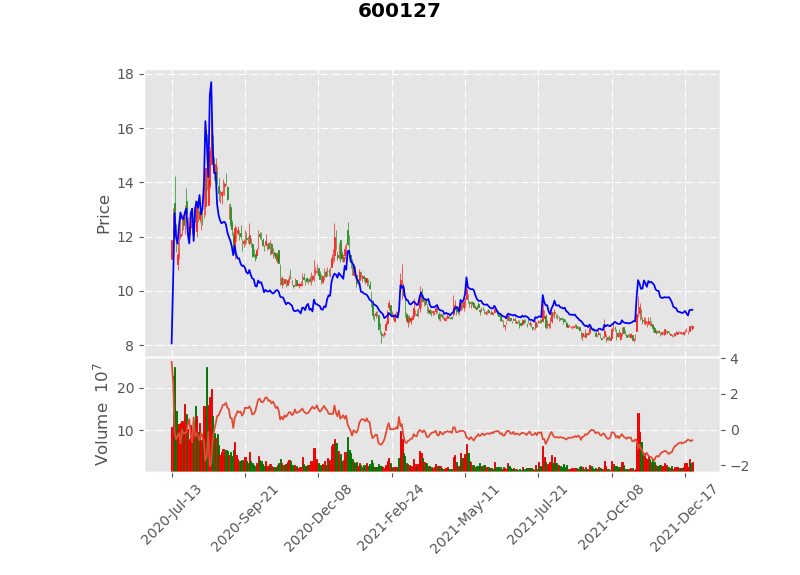 600127
Price
18
16
14
12
10
8
Volume 10^7
20
10
4
2
0
−2
2020-Jul-13
2020-Sep-21
2020-Dec-08
2021-Feb-24
2021-May-11
2021-Jul-21
2021-Oct-08
2021-Dec-17